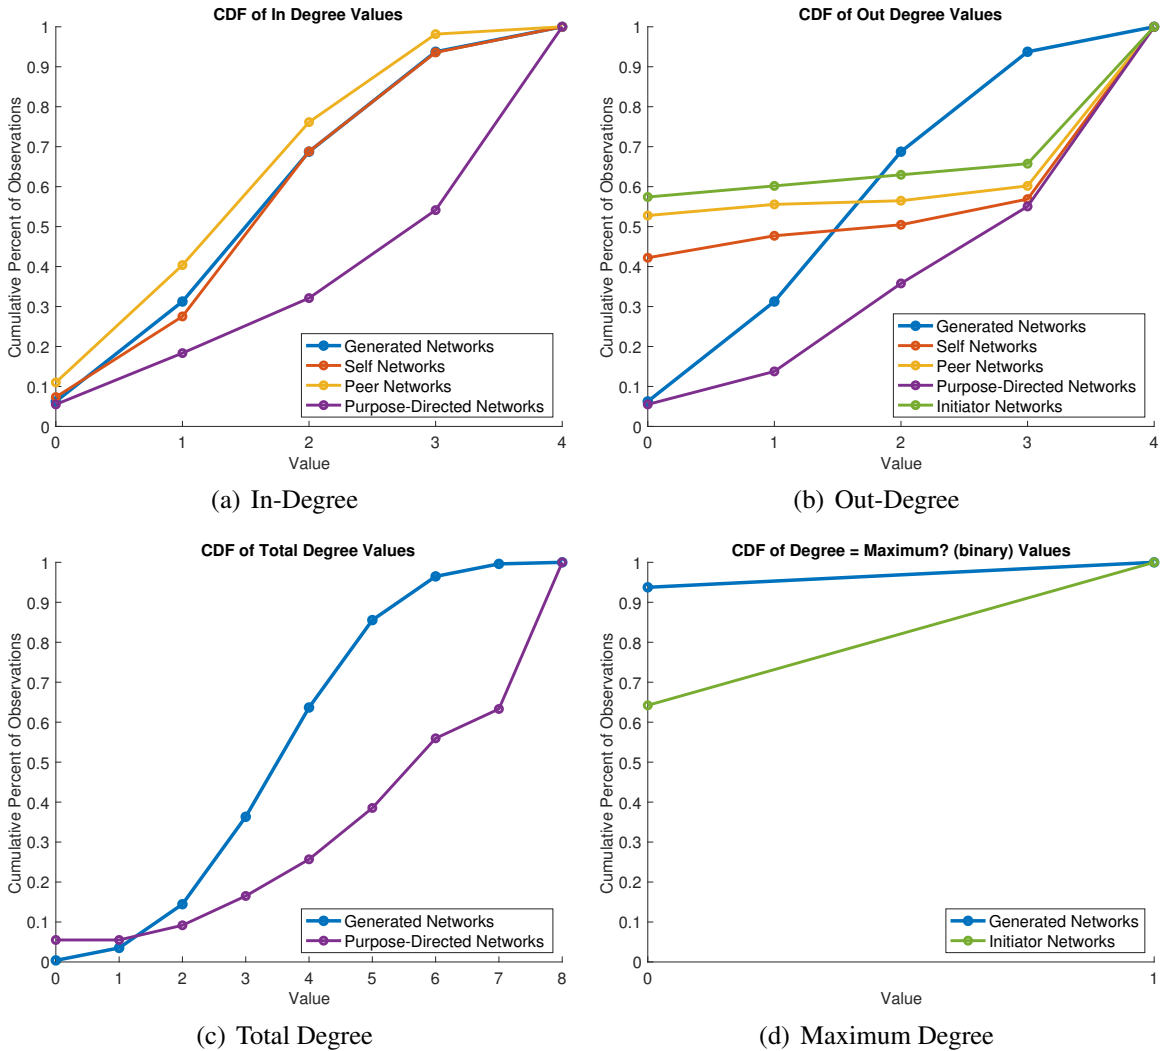 CDF of In Degree Values
1
0.9
0.8
0.7
0.6
0.5
0.4
0.3
0.2
0.1
0
Cumulative Percent of Observations
0 1 2 3 4
Value
Generated Networks
Self Networks
Peer Networks
Purpose-Directed Networks
(a) In-Degree
CDF of Out Degree Values
1
0.9
0.8
0.7
0.6
0.5
0.4
0.3
0.2
0.1
0
Cumulative Percent of Observations
0 1 2 3 4
Value
Generated Networks
Self Networks
Peer Networks
Purpose-Directed Networks
Initiator Networks
(b) Out-Degree
CDF of Total Degree Values
1
0.9
0.8
0.7
0.6
0.5
0.4
0.3
0.2
0.1
0
Cumulative Percent of Observations
0 1 2 3 4 5 6 7 8
Value
Generated Networks
Purpose-Directed Networks
(c) Total Degree
CDF of Degree = Maximum? (binary) Values
1
0.9
0.8
0.7
0.6
0.5
0.4
0.3
0.2
0.1
0
Cumulative Percent of Observations
0 1
Value
Generated Networks
Initiator Networks
(d) Maximum Degree